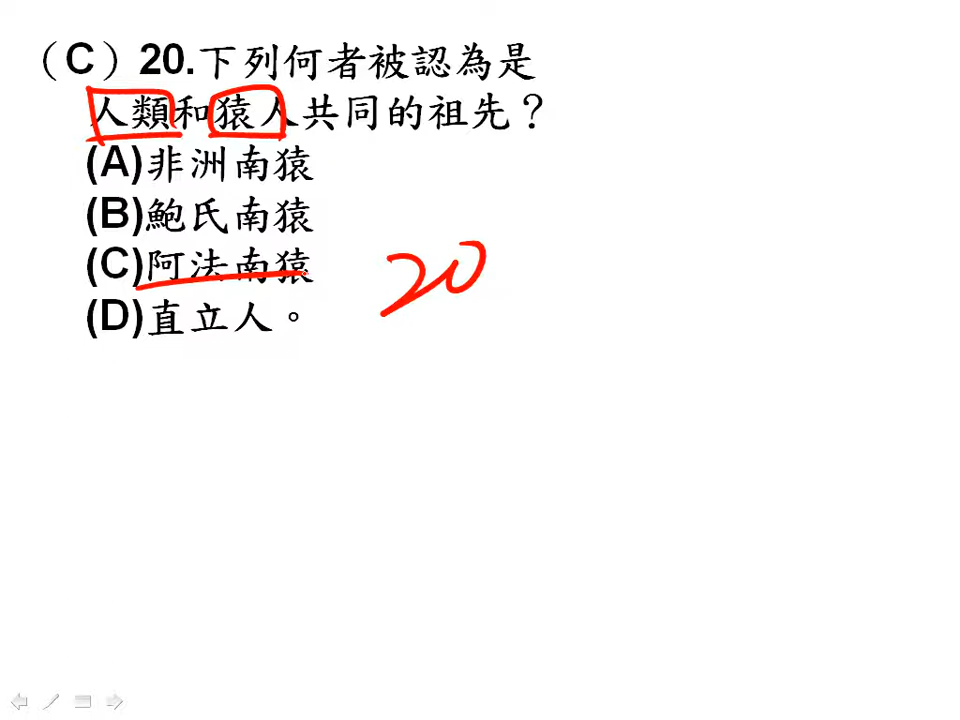 （C）20.下列何者被認為是
人類和猿人共同的祖先？
(A)非洲南猿
(B)鮑氏南猿
(C)阿法南猿
20
(D)直立人。